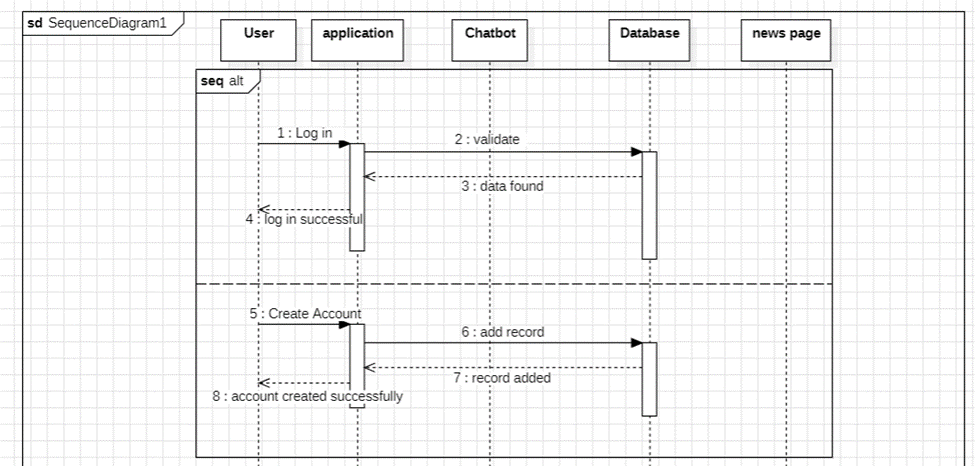 sd SequenceDiagram1
User
application
Chatbot
Database
news page
seq alt
1 : Log in
2 : validate
3 : data found
4 : log in successful
5 : Create Account
6 : add record
7 : record added
8 : account created successfully